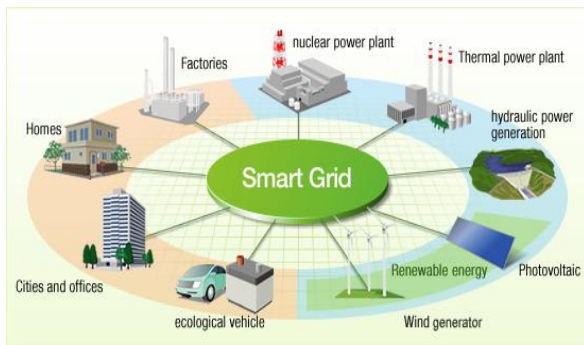 nuclear power plant
Factories
Thermal power plant
hydraulic power
generation
Homes
Smart Grid
Renewable energy
Photovoltaic
Cities and offices
ecological vehicle
Wind generator